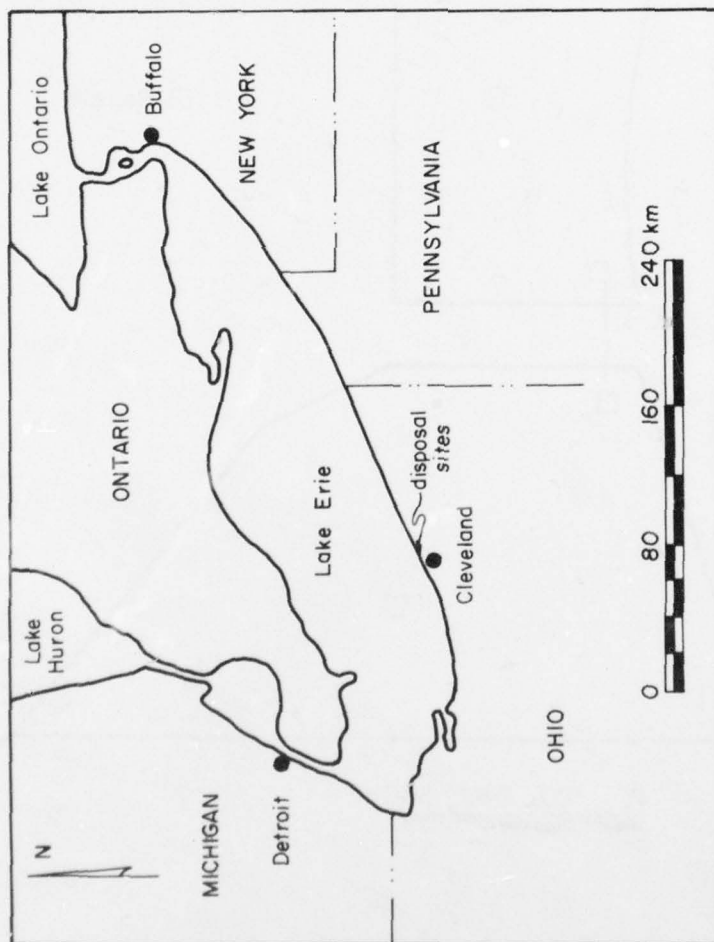 Lake Ontario
Lake
Huron
Buffalo
ONTARIO
NEW YORK
N
MICHIGAN
Detroit
Lake Erie
PENNSYLVANIA
disposal
sites
Cleveland
OHIO
0 80 160 240 km